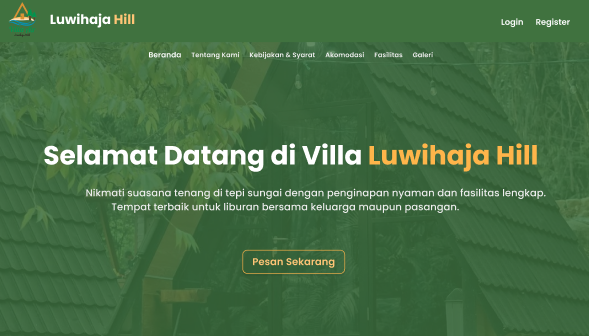 Luwihaja Hill
Login Register
Beranda Tentang Kami Kebijakan & Syarat Akomodasi Fasilitas Galeri
Selamat Datang di Villa Luwihaja Hill
Nikmati suasana tenang di tepi sungai dengan penginapan nyaman dan fasilitas lengkap.
Tempat terbaik untuk liburan bersama keluarga maupun pasangan.
Pesan Sekarang